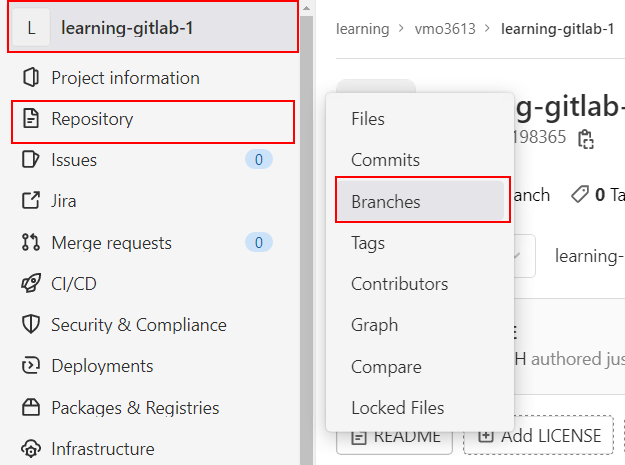 L learning-gitlab-1
Project information
Repository
Issues 0
Jira
Merge requests 0
CI/CD
Security & Compliance
Deployments
Packages & Registries
Infrastructure
learning > vmo3613 > learning-gitlab-1
g-gitlab-
198365
anch 0 Ta
learning-
authored jus
README Add LICENSE
Files
Commits
Branches
Tags
Contributors
Graph
Compare
Locked Files